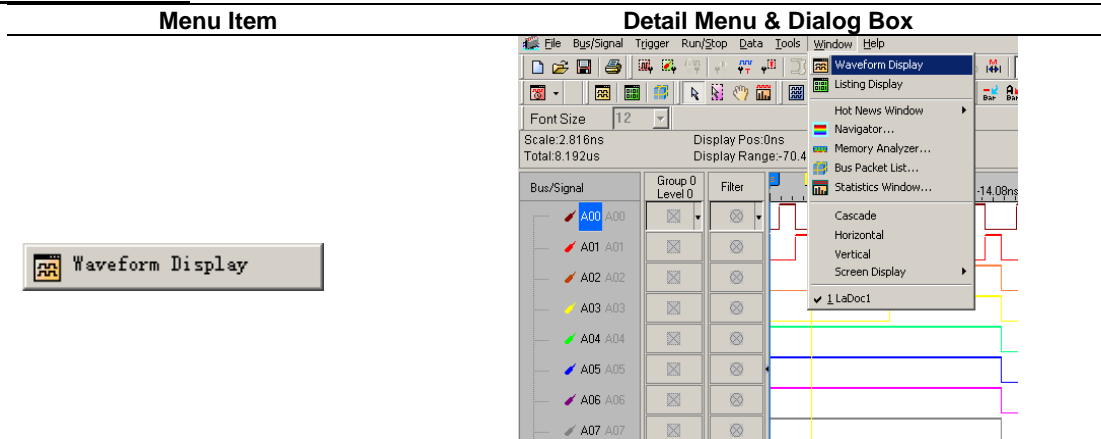 Menu Item Detail Menu & Dialog Box
File Bus/Signal Trigger Run/Stop Data Tools Window Help
Waveform Display
Listing Display
Hot News Window
Navigator...
Memory Analyzer...
Bus Packet List...
Statistics Window...
Cascade
Horizontal
Vertical
Screen Display
1 LaDoc1
Font Size 12
Scale:2.816ns Display Pos:0ns
Total:8.192us Display Range:-70.4
Bus/Signal Group 0 Level 0 Filter -14.08ns
A00 A00
A01 A01
A02 A02
A03 A03
A04 A04
A05 A05
A06 A06
A07 A07
Waveform Display